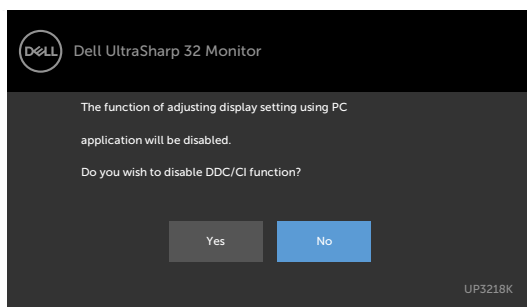 DELL
Dell UltraSharp 32 Monitor
The function of adjusting display setting using PC
application will be disabled.
Do you wish to disable DDC/CI function?
Yes
No
UP3218K